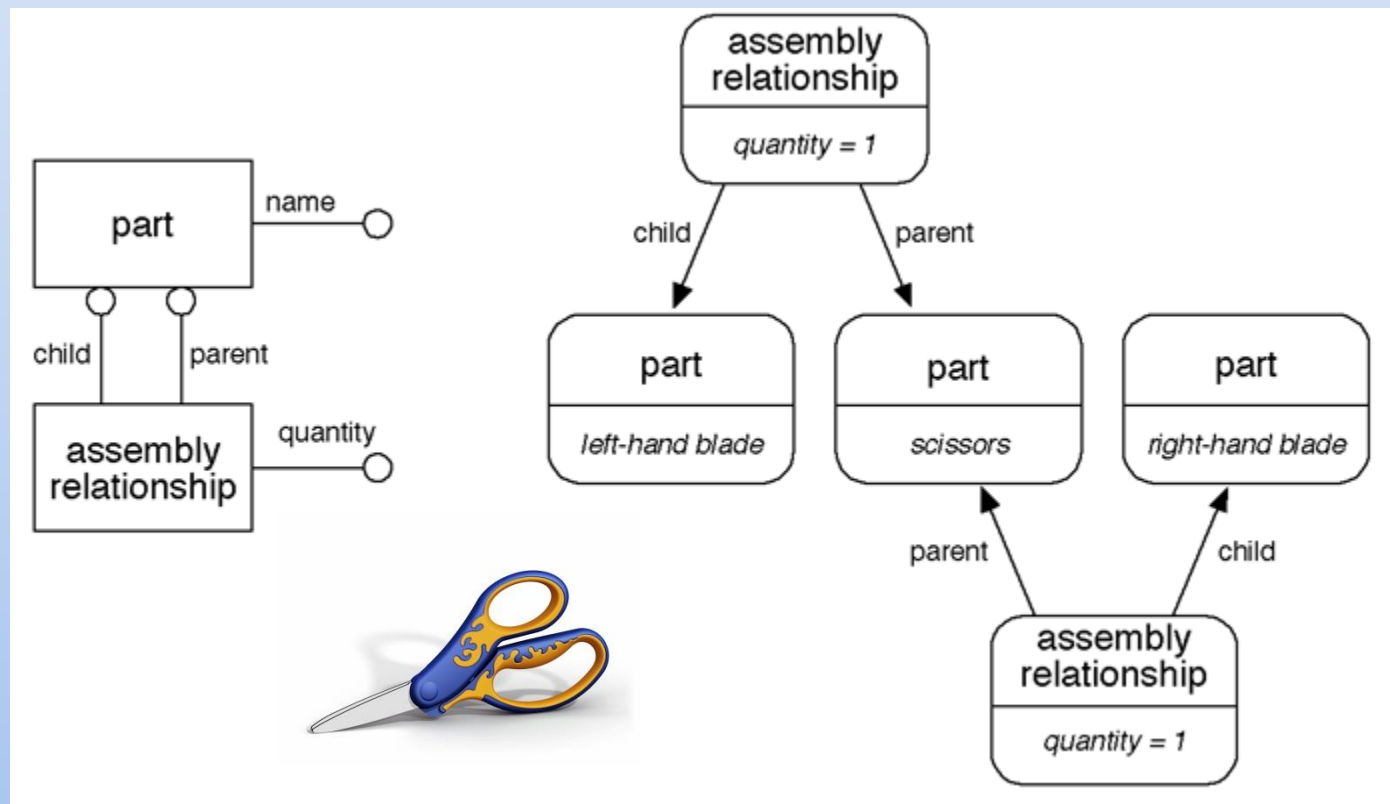 part
name
child
parent
assembly
relationship
quantity
assembly
relationship
quantity = 1
child
parent
part
left-hand blade
part
scissors
part
right-hand blade
parent
child
assembly
relationship
quantity = 1